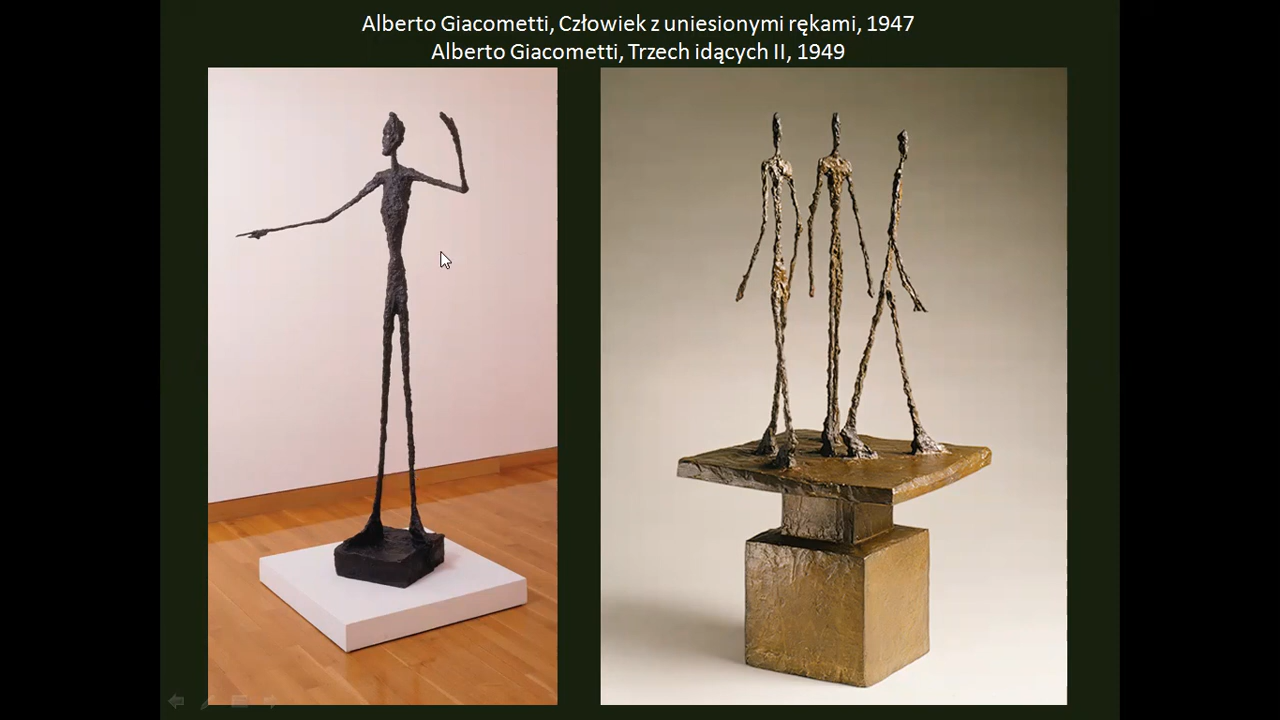 Alberto Giacometti, Człowiek z uniesionymi rękami, 1947
Alberto Giacometti, Trzech idących II, 1949